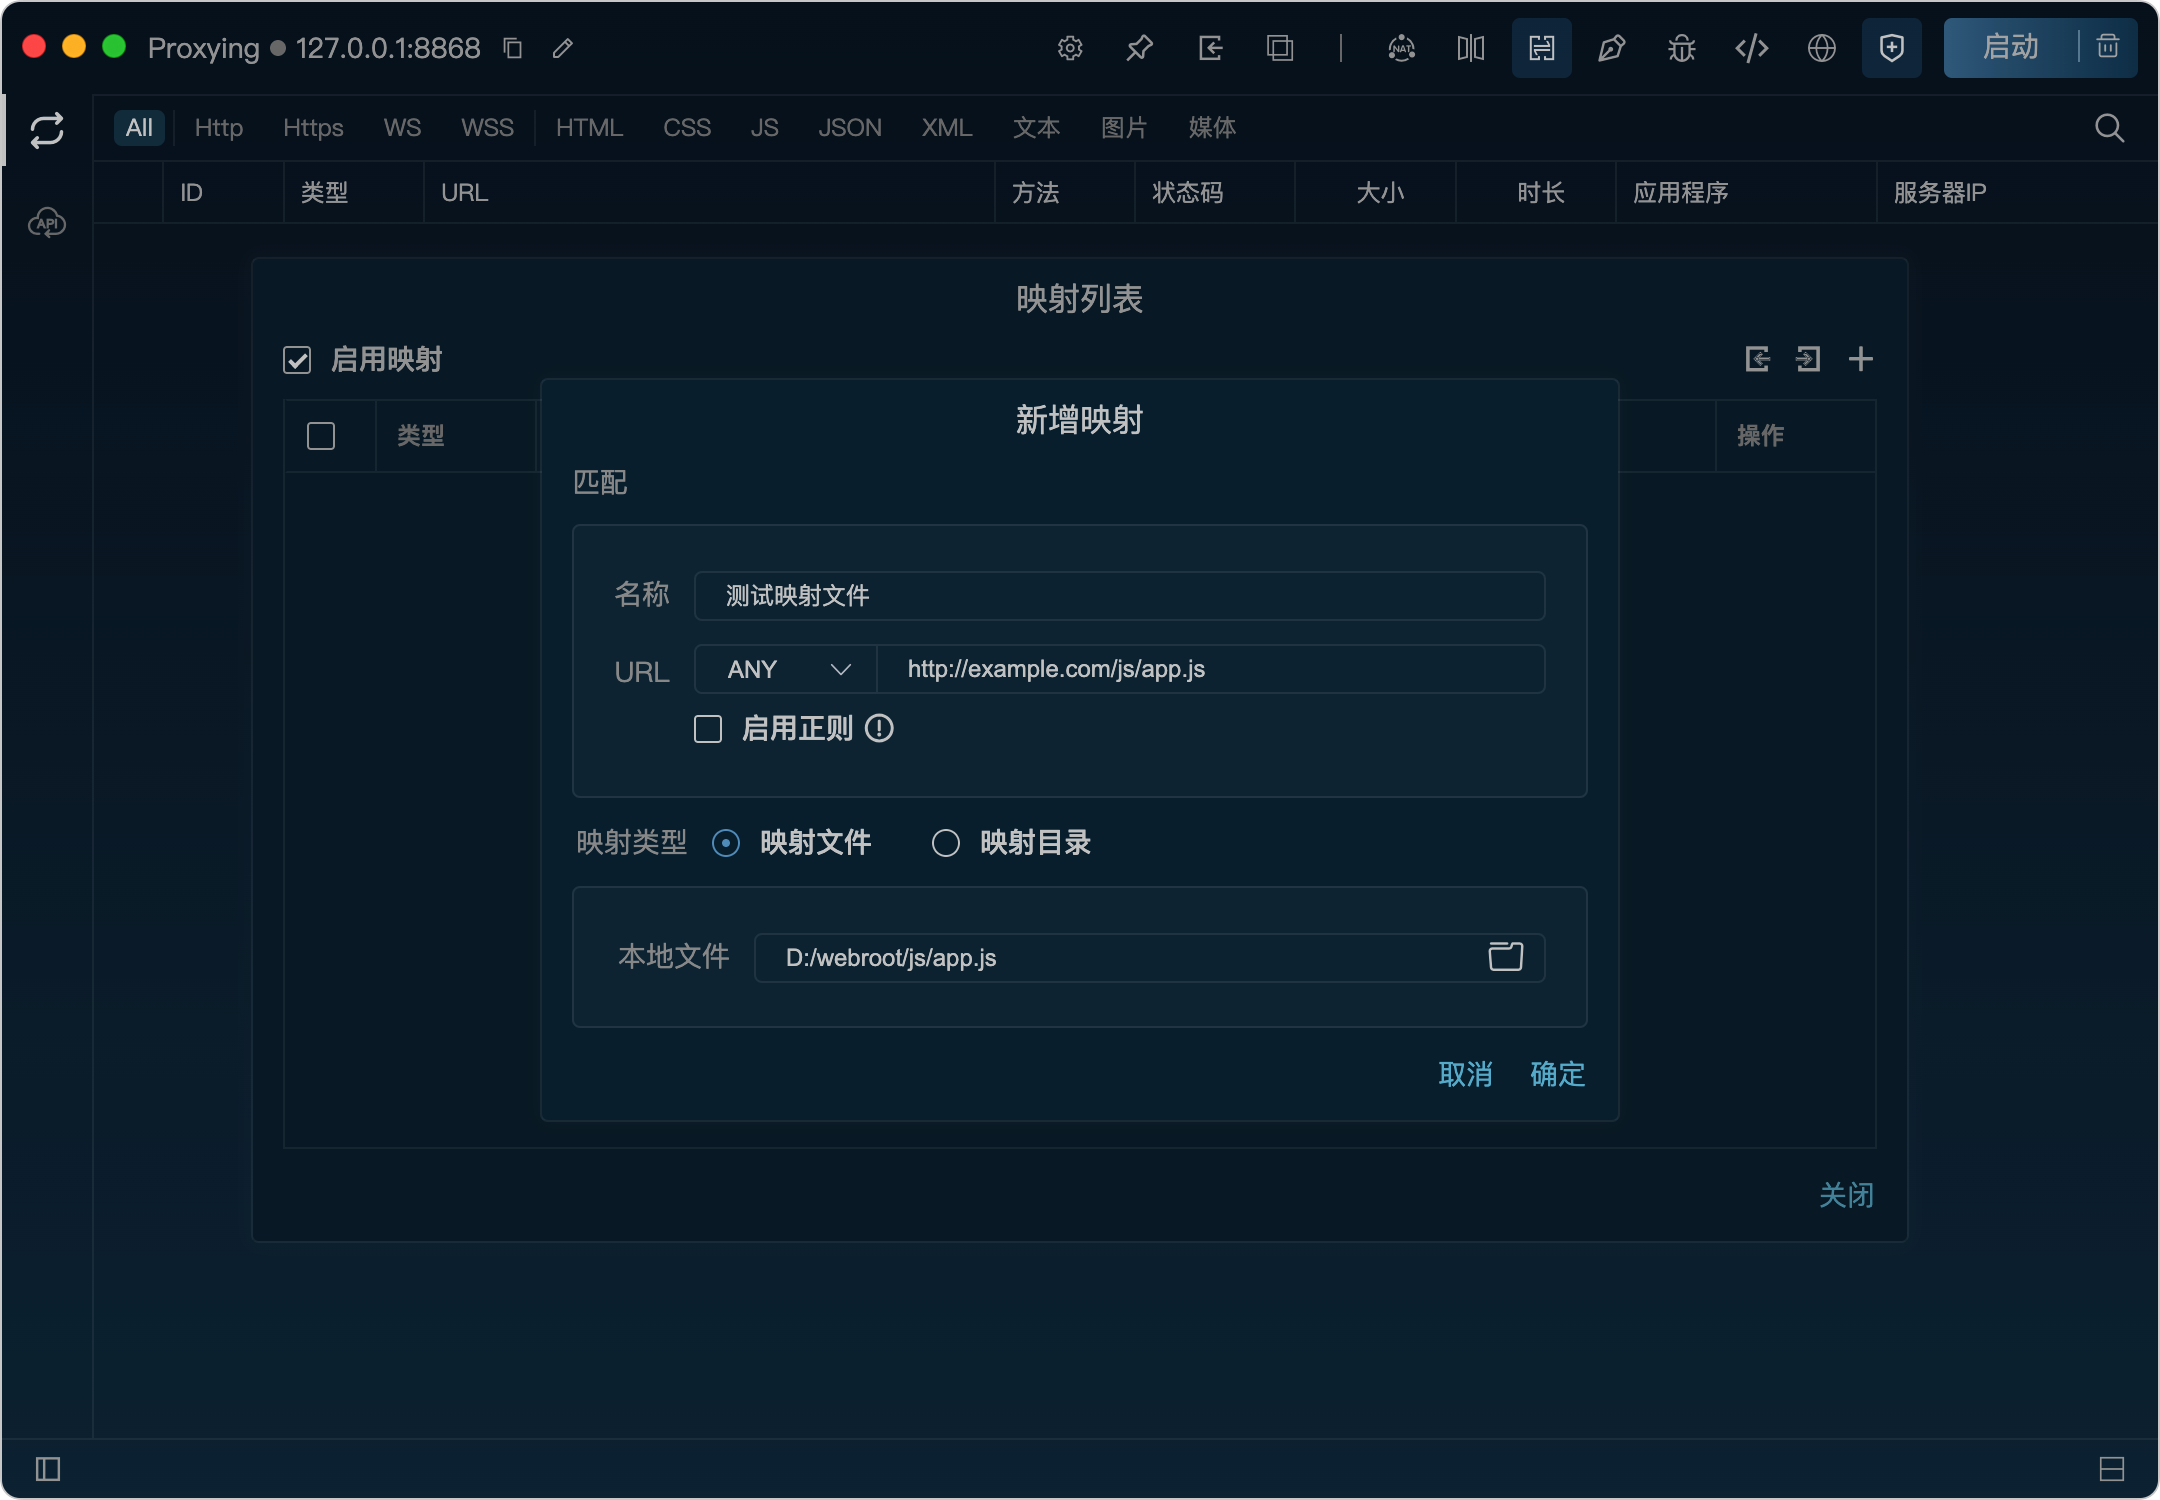 Proxying 127.0.0.1:8868
NAT
启动
All Http Https WS WSS HTML CSS JS JSON XML 文本 图片 媒体
API
ID 类型 URL 方法 状态码 大小 时长 应用程序 服务器IP
映射列表
启用映射
类型 操作
新增映射
匹配
名称 测试映射文件
URL ANY http://example.com/js/app.js
启用正则
映射类型 映射文件 映射目录
本地文件 D:/webroot/js/app.js
取消 确定
关闭